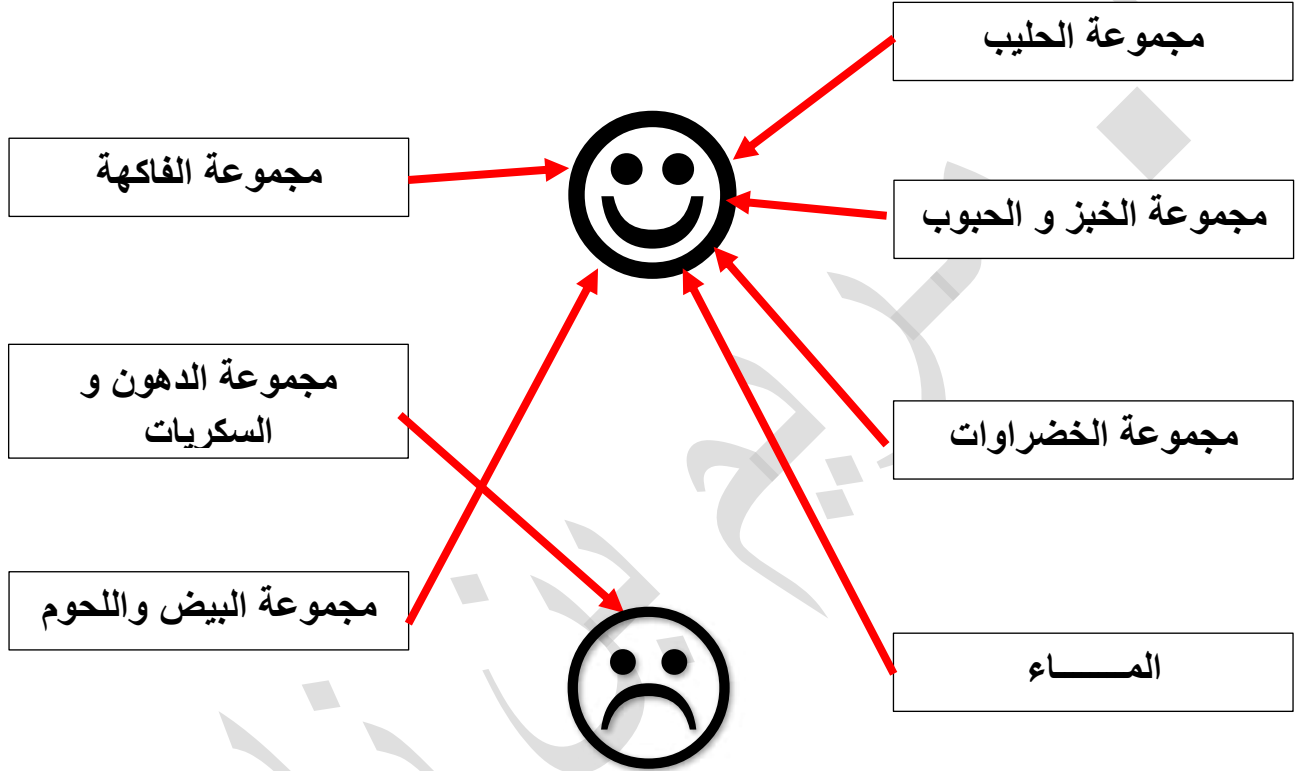 مجموعة الحليب
مجموعة الفاكهة
مجموعة الخبز و الحبوب
مجموعة الدهون و
السكريات
مجموعة الخضراوات
مجموعة البيض واللحوم
المـــــاء